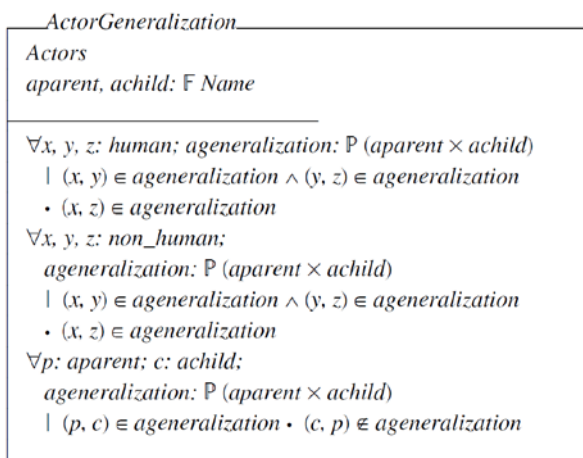 ActorGeneralization
Actors
aparent, achild: 𝔽 Name
∀x, y, z: human; ageneralization: ℙ (aparent × achild)
| (x, y) ∈ ageneralization ∧ (y, z) ∈ ageneralization
• (x, z) ∈ ageneralization
∀x, y, z: non_human;
ageneralization: ℙ (aparent × achild)
| (x, y) ∈ ageneralization ∧ (y, z) ∈ ageneralization
• (x, z) ∈ ageneralization
∀p: aparent; c: achild;
ageneralization: ℙ (aparent × achild)
| (p, c) ∈ ageneralization • (c, p) ∉ ageneralization